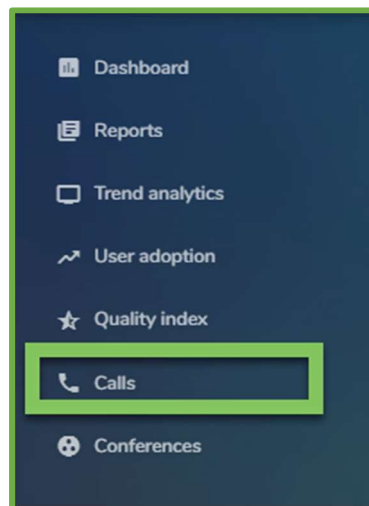 Dashboard
Reports
Trend analytics
User adoption
Quality index
Calls
Conferences